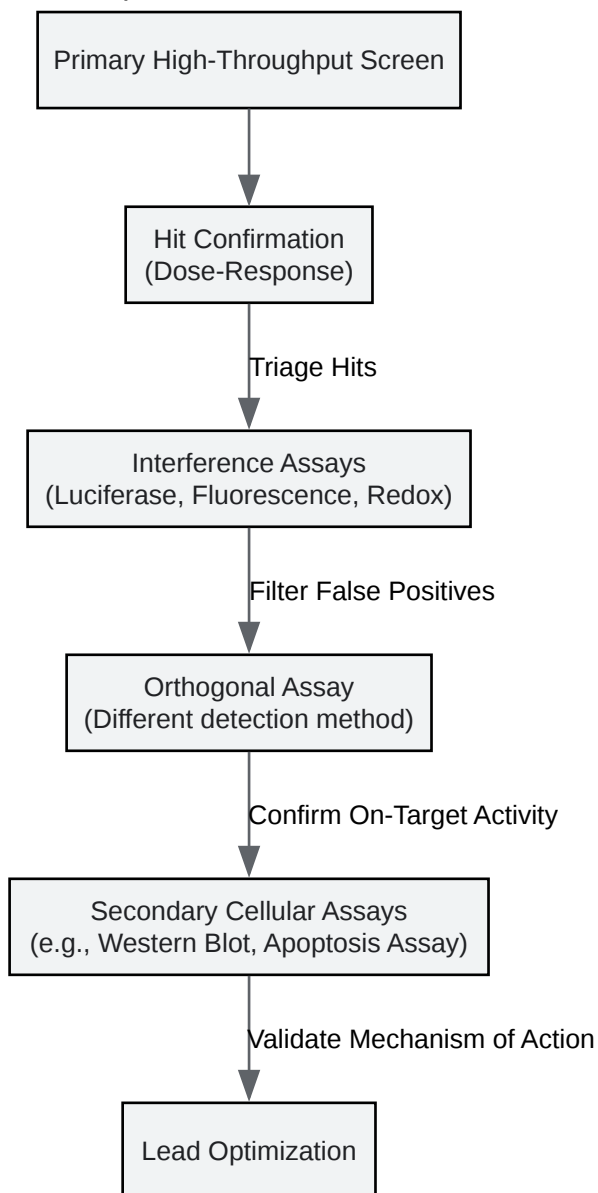 Primary High-Throughput Screen
Hit Confirmation
(Dose-Response)
Triage Hits
Interference Assays
(Luciferase, Fluorescence, Redox)
Filter False Positives
Orthogonal Assay
(Different detection method)
Confirm On-Target Activity
Secondary Cellular Assays
(e.g., Western Blot, Apoptosis Assay)
Validate Mechanism of Action
Lead Optimization